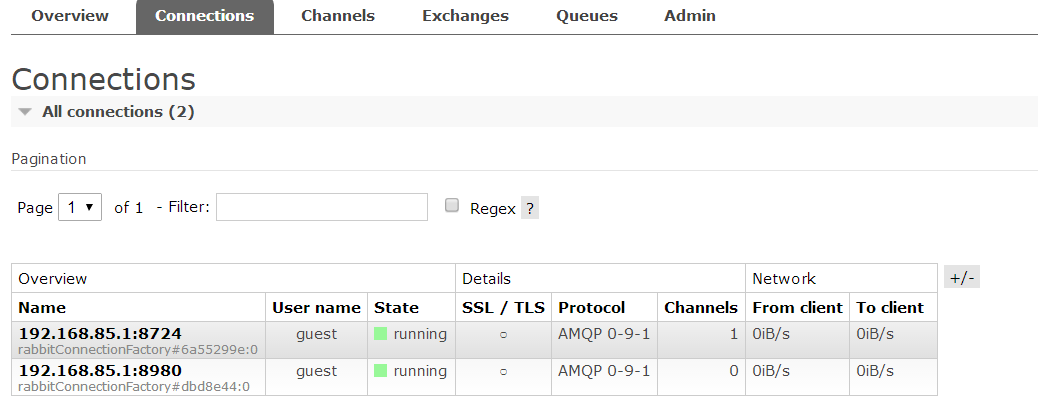 Overview Connections Channels Exchanges Queues Admin
Connections
All connections (2)
Pagination
Page 1 of 1 - Filter: Regex ?
Overview Details Network +/-
Name User name State SSL / TLS Protocol Channels From client To client
192.168.85.1:8724 guest running ○ AMQP 0-9-1 1 0iB/s 0iB/s
rabbitConnectionFactory#6a55299e:0
192.168.85.1:8980 guest running ○ AMQP 0-9-1 0 0iB/s 0iB/s
rabbitConnectionFactory#dbd8e44:0